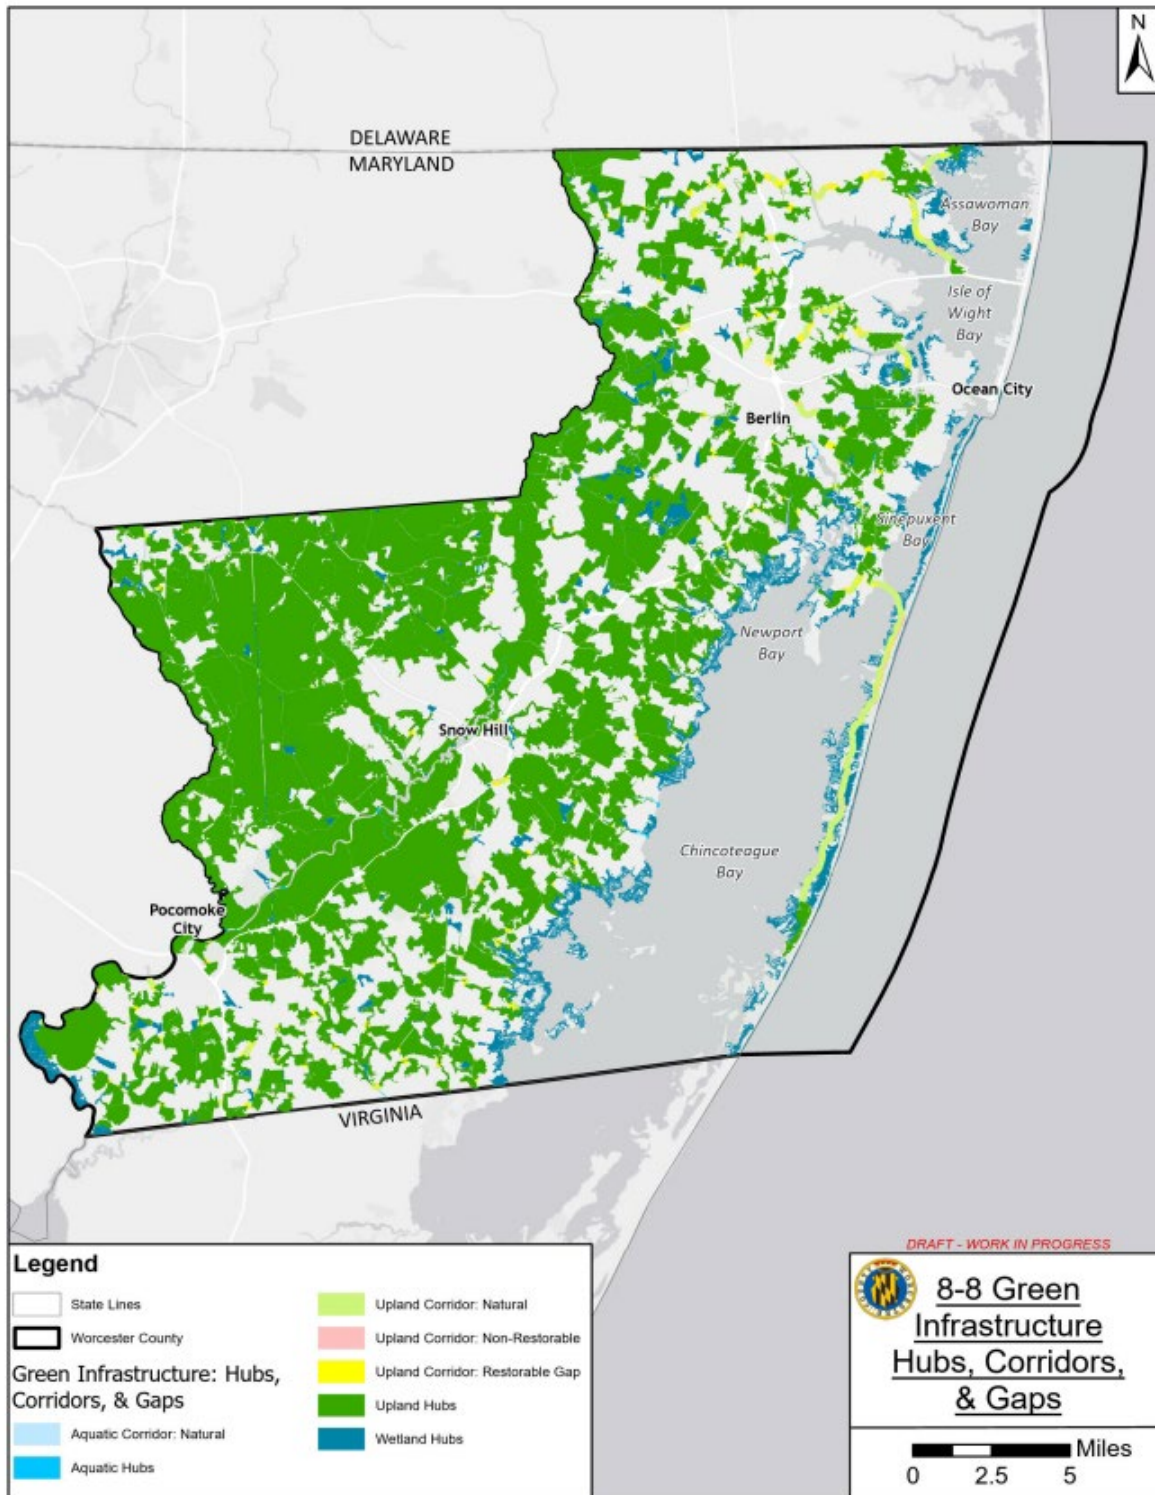 N
DELAWARE
MARYLAND
Assawoman
Bay
Isle of
Wight
Bay
Ocean City
Berlin
Sinepuxent
Bay
Newport
Bay
Snow Hill
Chincoteague
Bay
Pocomoke
City
VIRGINIA
Legend
State Lines
Worcester County
Green Infrastructure: Hubs,
Corridors, & Gaps
Aquatic Corridor: Natural
Aquatic Hubs
Upland Corridor: Natural
Upland Corridor: Non-Restorable
Upland Corridor: Restorable Gap
Upland Hubs
Wetland Hubs
DRAFT - WORK IN PROGRESS
8-8 Green
Infrastructure
Hubs, Corridors,
& Gaps
Miles
0 2.5 5